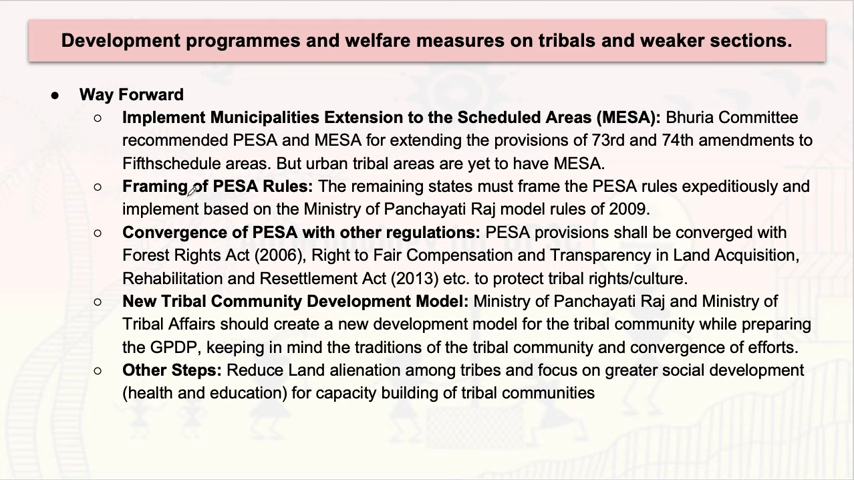 Development programmes and welfare measures on tribals and weaker sections.
● Way Forward
○ Implement Municipalities Extension to the Scheduled Areas (MESA): Bhuria Committee
recommended PESA and MESA for extending the provisions of 73rd and 74th amendments to
Fifthschedule areas. But urban tribal areas are yet to have MESA.
○ Framing of PESA Rules: The remaining states must frame the PESA rules expeditiously and
implement based on the Ministry of Panchayati Raj model rules of 2009.
○ Convergence of PESA with other regulations: PESA provisions shall be converged with
Forest Rights Act (2006), Right to Fair Compensation and Transparency in Land Acquisition,
Rehabilitation and Resettlement Act (2013) etc. to protect tribal rights/culture.
○ New Tribal Community Development Model: Ministry of Panchayati Raj and Ministry of
Tribal Affairs should create a new development model for the tribal community while preparing
the GPDP, keeping in mind the traditions of the tribal community and convergence of efforts.
○ Other Steps: Reduce Land alienation among tribes and focus on greater social development
(health and education) for capacity building of tribal communities